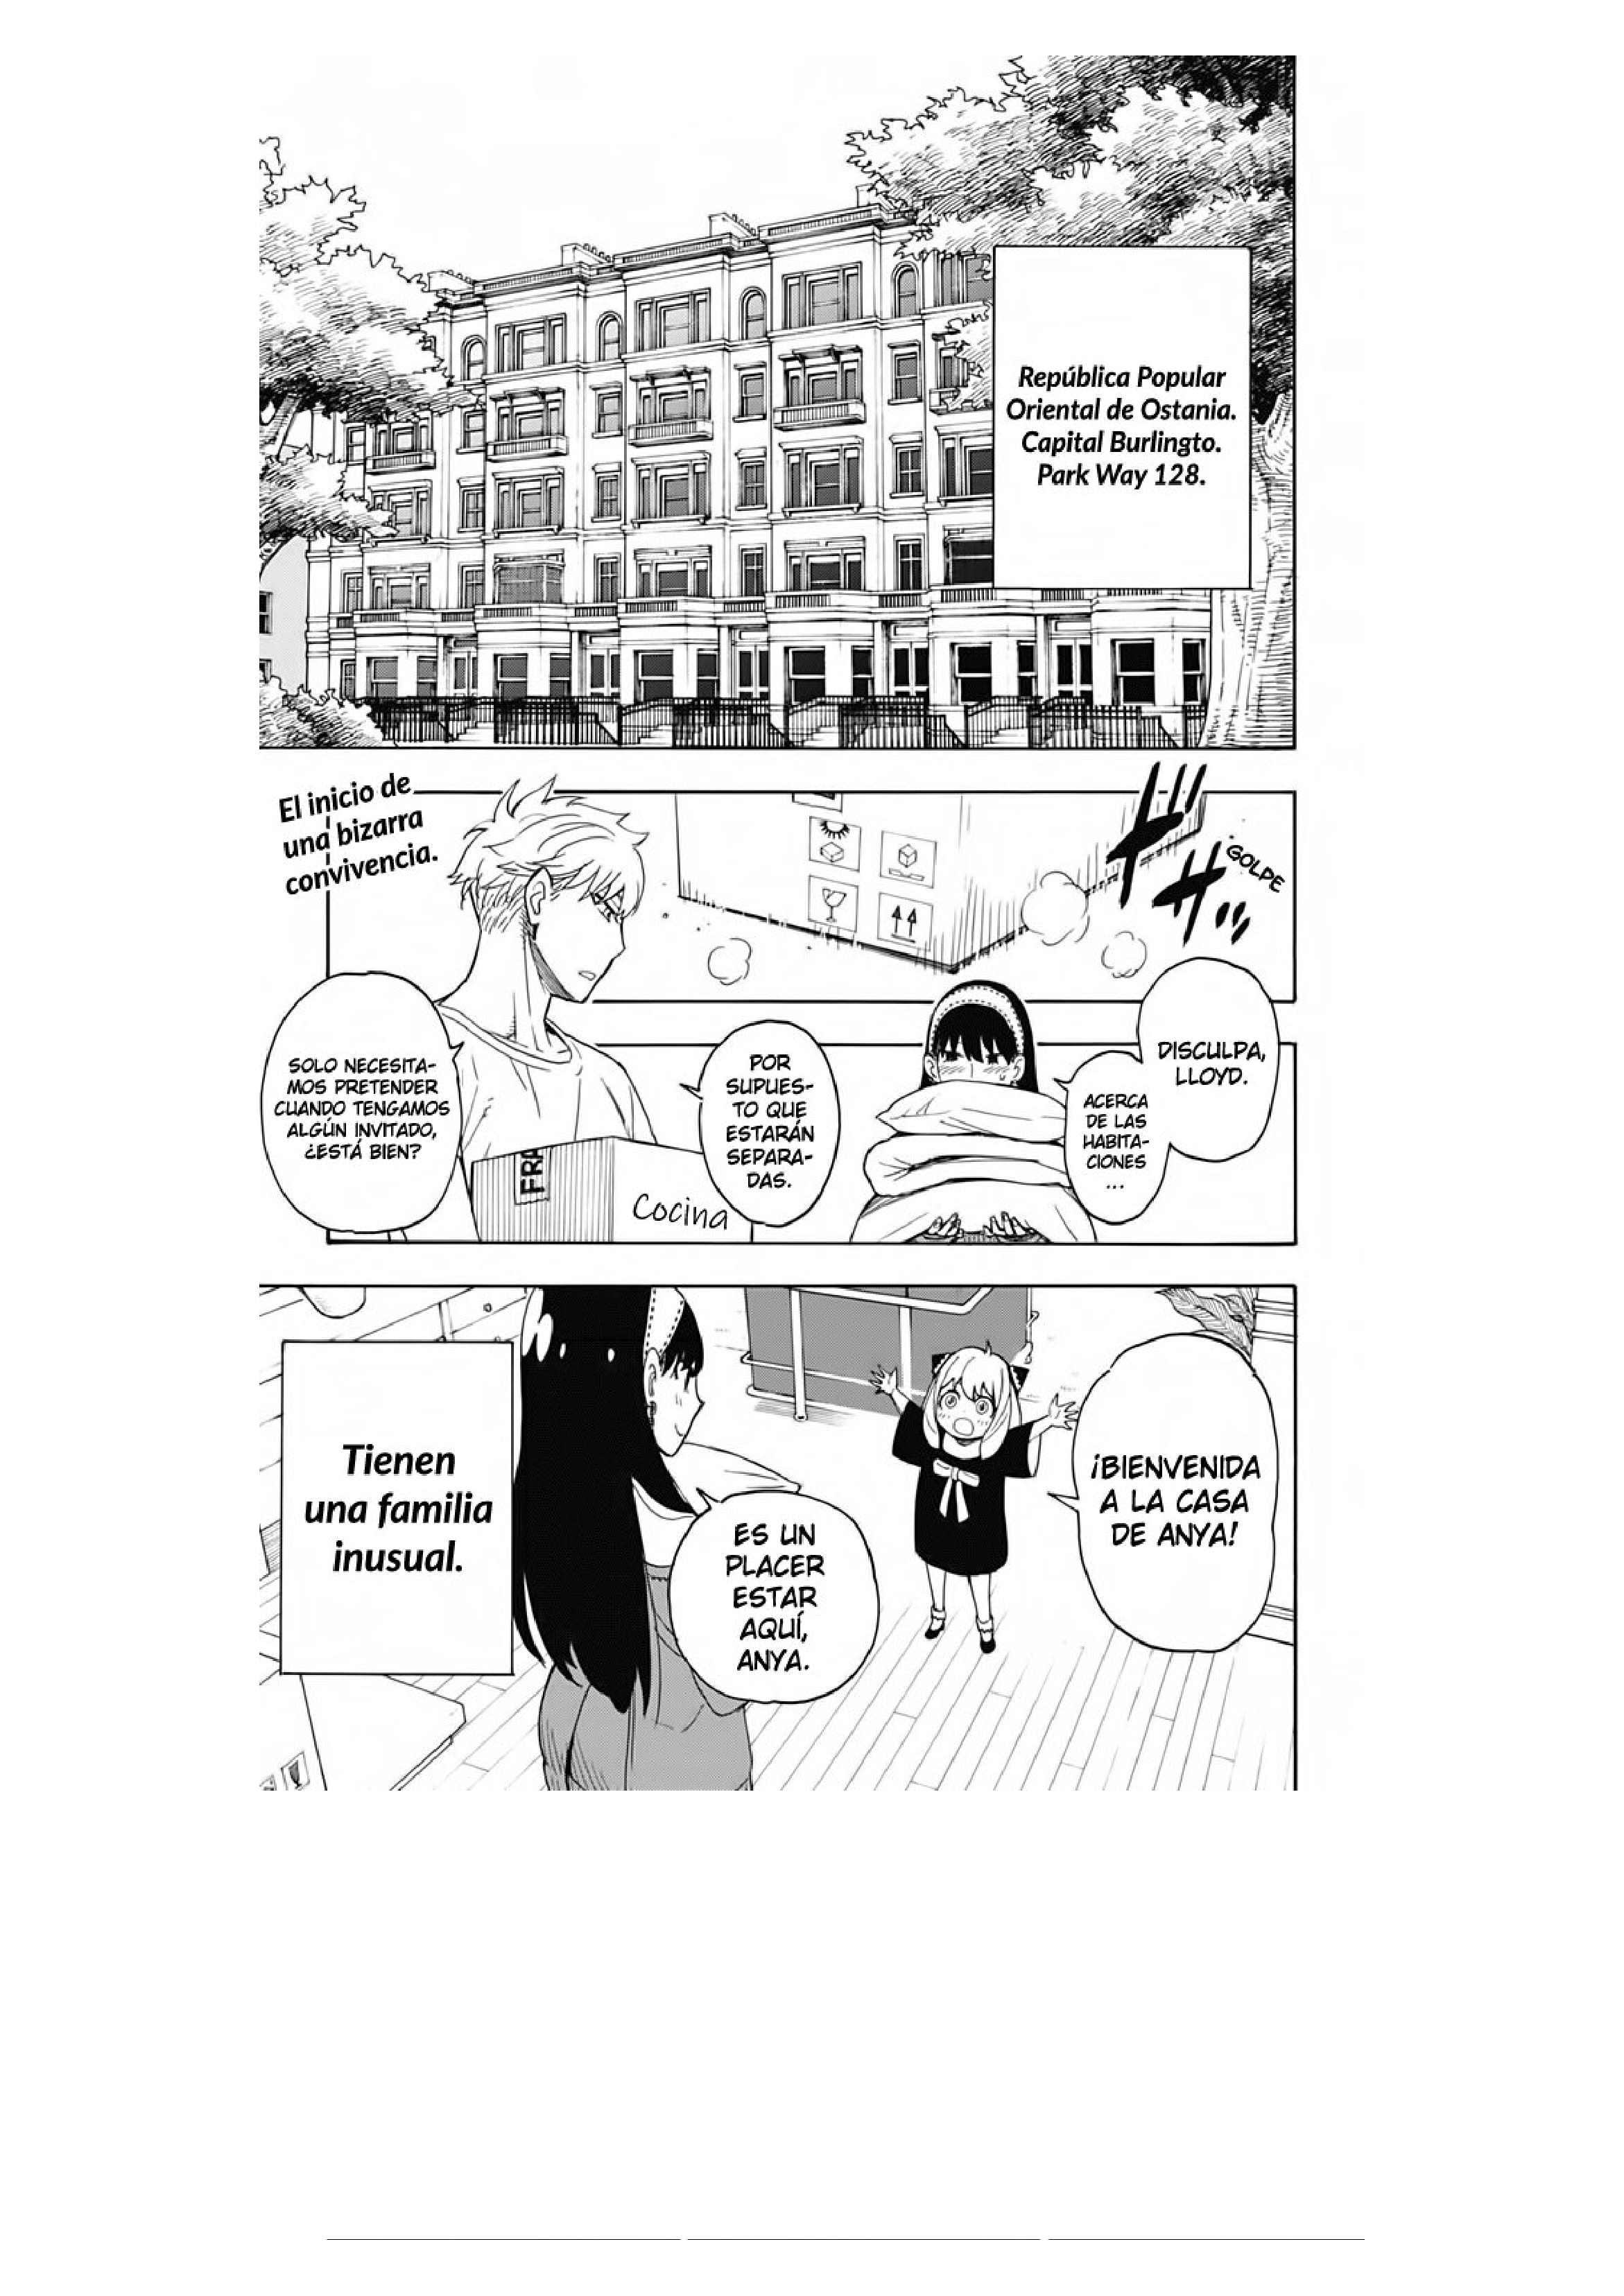 República Popular
Oriental de Ostania.
Capital Burlingto.
Park Way 128.
El inicio de
una bizarra
convivencia.
ドサッ
GOLPE
DISCULPA,
LLOYD.
ACERCA
DE LAS
HABITA-
CIONES
...
POR
SUPUES-
TO QUE
ESTARÁN
SEPARA-
DAS.
SOLO NECESITA-
MOS PRETENDER
CUANDO TENGAMOS
ALGÚN INVITADO,
¿ESTÁ BIEN?
FRA
Cocina
¡BIENVENIDA
A LA CASA
DE ANYA!
ES UN
PLACER
ESTAR
AQUÍ,
ANYA.
Tienen
una familia
inusual.